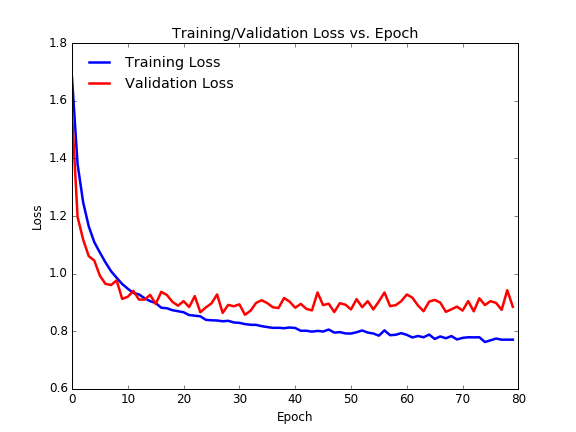 Training/Validation Loss vs. Epoch
1.8
1.6
1.4
1.2
1.0
0.8
0.6
Loss
Training Loss
Validation Loss
0 10 20 30 40 50 60 70 80
Epoch